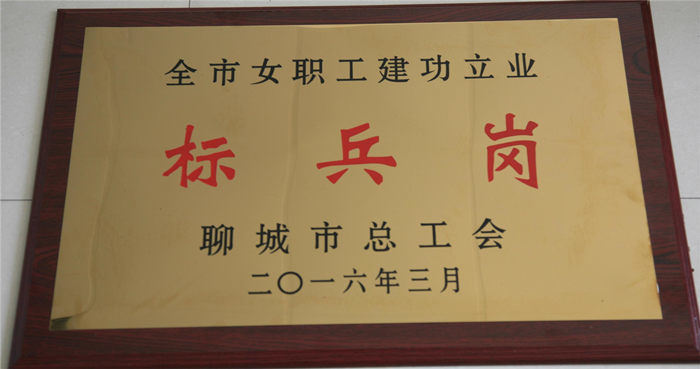 全市女职工建功立业
标兵岗
聊城市总工会
二〇一六年三月